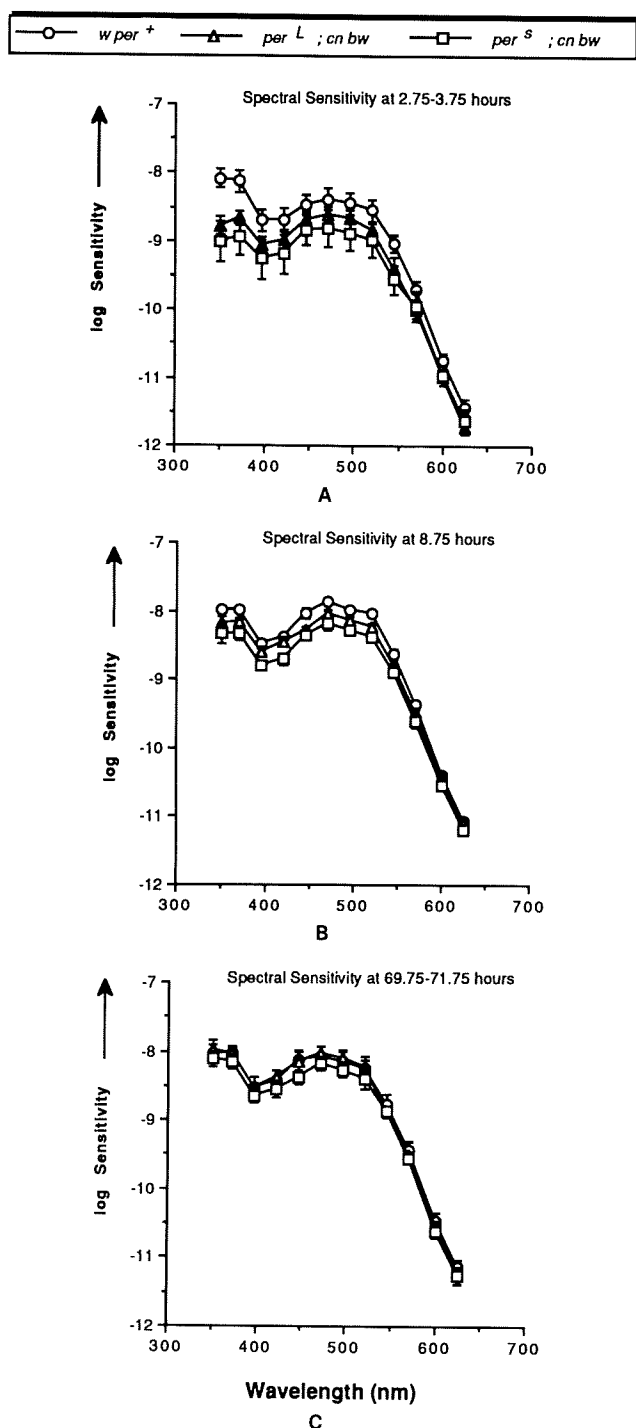 w per + per L ; cn bw per s ; cn bw
Spectral Sensitivity at 2.75-3.75 hours
-7
-8
-9
-10
-11
-12
log Sensitivity
300 400 500 600 700
A
Spectral Sensitivity at 8.75 hours
-7
-8
-9
-10
-11
-12
log Sensitivity
300 400 500 600 700
B
Spectral Sensitivity at 69.75-71.75 hours
-7
-8
-9
-10
-11
-12
log Sensitivity
300 400 500 600 700
Wavelength (nm)
C